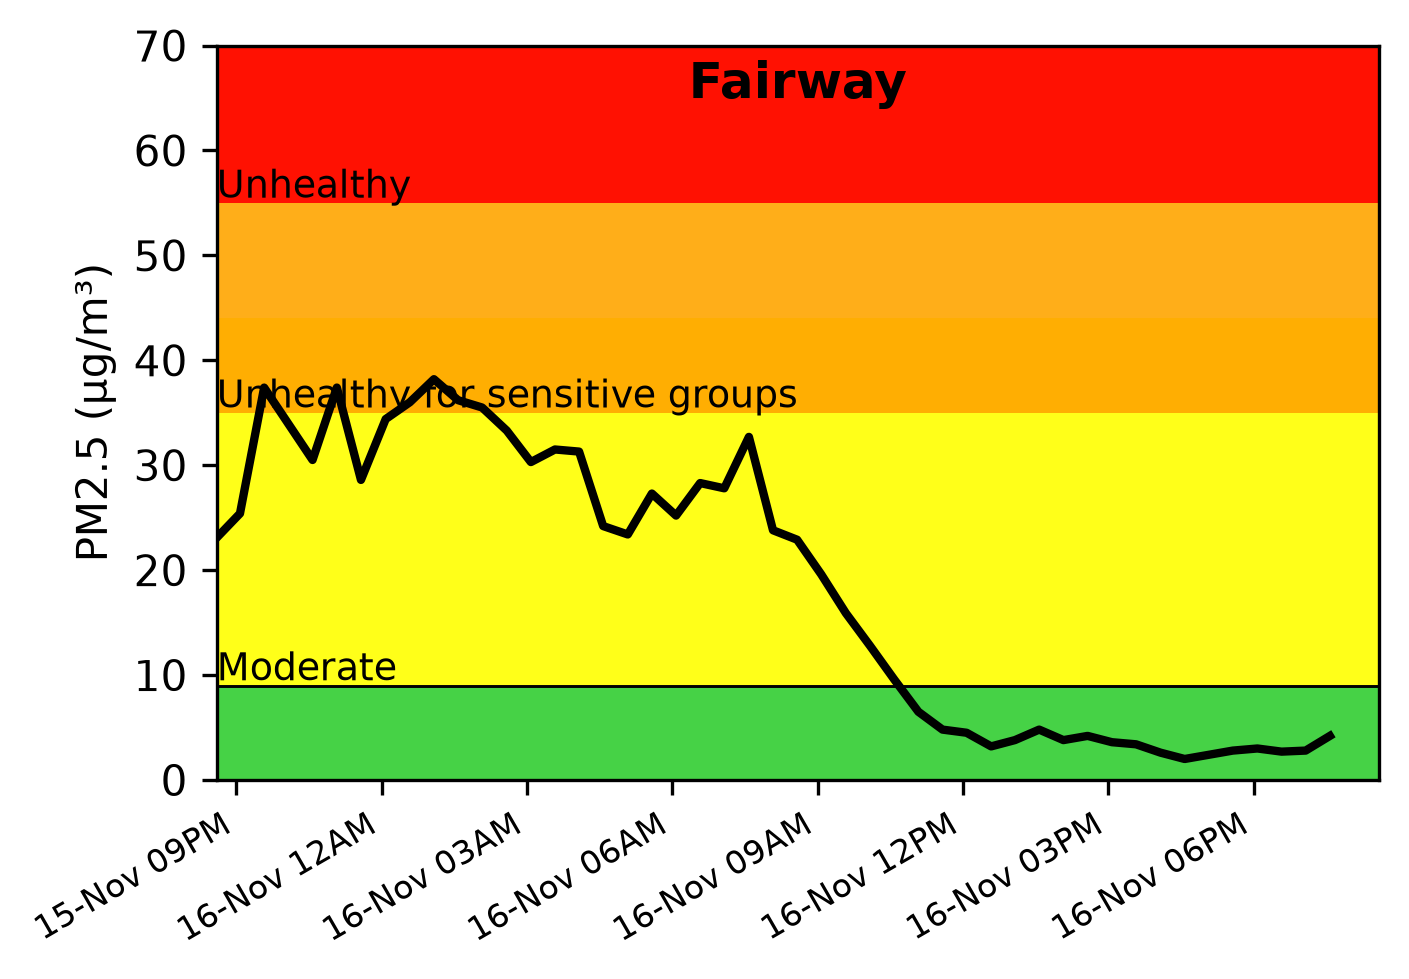 Fairway
PM2.5 (µg/m³)
70
60
50
40
30
20
10
0
Unhealthy
Unhealthy for sensitive groups
Moderate
15-Nov 09PM
16-Nov 12AM
16-Nov 03AM
16-Nov 06AM
16-Nov 09AM
16-Nov 12PM
16-Nov 03PM
16-Nov 06PM